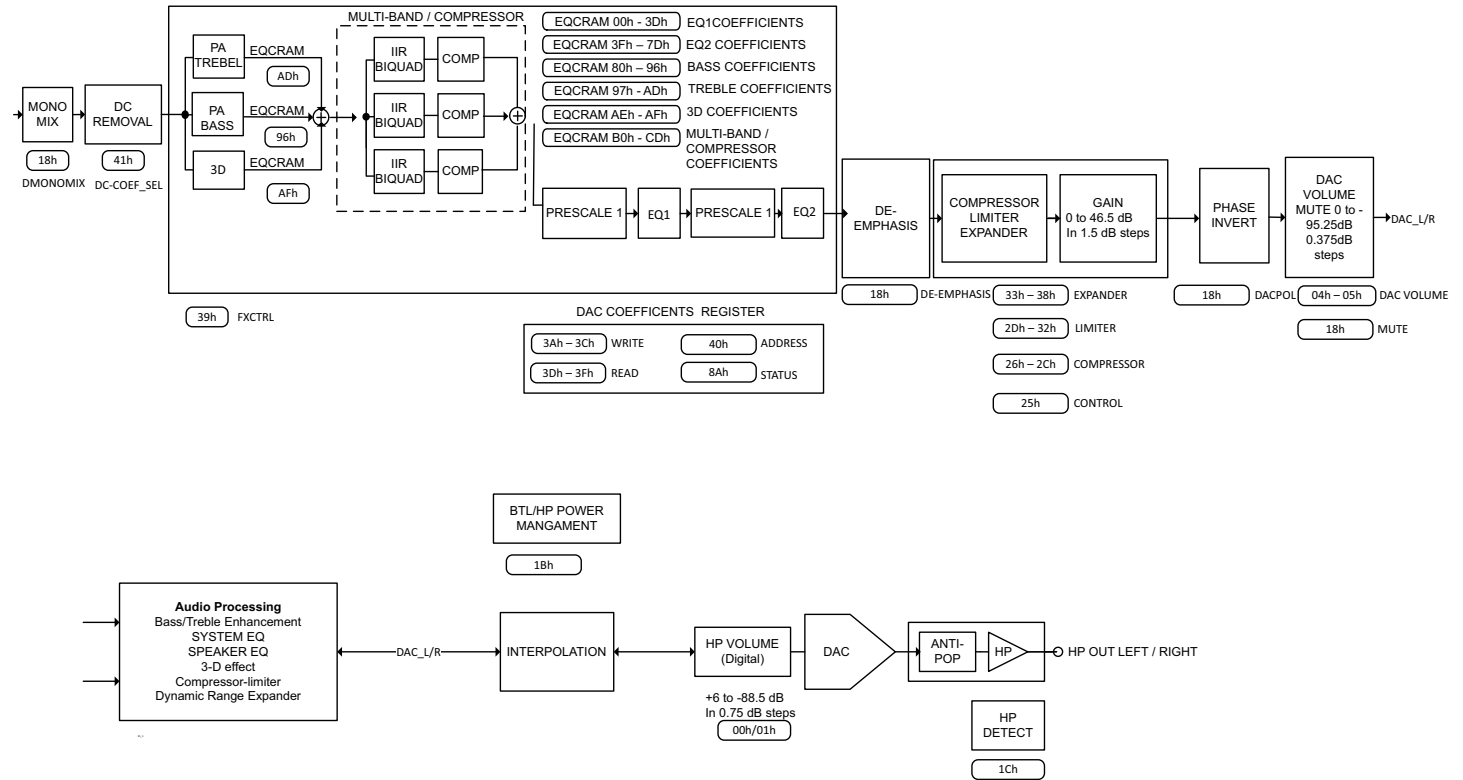 MULTI-BAND / COMPRESSOR
PA
TREBEL
EQCRAM
ADh
PA
BASS
EQCRAM
96h
3D
EQCRAM
AFh
MONO
MIX
18h
DMONOMIX
DC
REMOVAL
41h
DC-COEF_SEL
IIR
BIQUAD
COMP
IIR
BIQUAD
COMP
IIR
BIQUAD
COMP
EQCRAM 00h - 3Dh EQ1COEFFICIENTS
EQCRAM 3Fh – 7Dh EQ2 COEFFICIENTS
EQCRAM 80h – 96h BASS COEFFICIENTS
EQCRAM 97h - ADh TREBLE COEFFICIENTS
EQCRAM AEh - AFh 3D COEFFICIENTS
EQCRAM B0h - CDh MULTI-BAND /
COMPRESSOR
COEFFICIENTS
PRESCALE 1
EQ1
PRESCALE 1
EQ2
DE-
EMPHASIS
18h DE-EMPHASIS
COMPRESSOR
LIMITER
EXPANDER
GAIN
0 to 46.5 dB
In 1.5 dB steps
33h – 38h EXPANDER
2Dh – 32h LIMITER
26h – 2Ch COMPRESSOR
25h CONTROL
PHASE
INVERT
18h DACPOL
DAC
VOLUME
MUTE 0 to -
95.25dB
0.375dB
steps
DAC_L/R
04h – 05h DAC VOLUME
18h MUTE
39h FXCTRL
DAC COEFFICENTS REGISTER
3Ah – 3Ch WRITE
40h ADDRESS
3Dh – 3Fh READ
8Ah STATUS
BTL/HP POWER
MANGAMENT
1Bh
Audio Processing
Bass/Treble Enhancement
SYSTEM EQ
SPEAKER EQ
3-D effect
Compressor-limiter
Dynamic Range Expander
DAC_L/R
INTERPOLATION
HP VOLUME
(Digital)
+6 to -88.5 dB
In 0.75 dB steps
00h/01h
DAC
ANTI-
POP
HP
HP OUT LEFT / RIGHT
HP
DETECT
1Ch